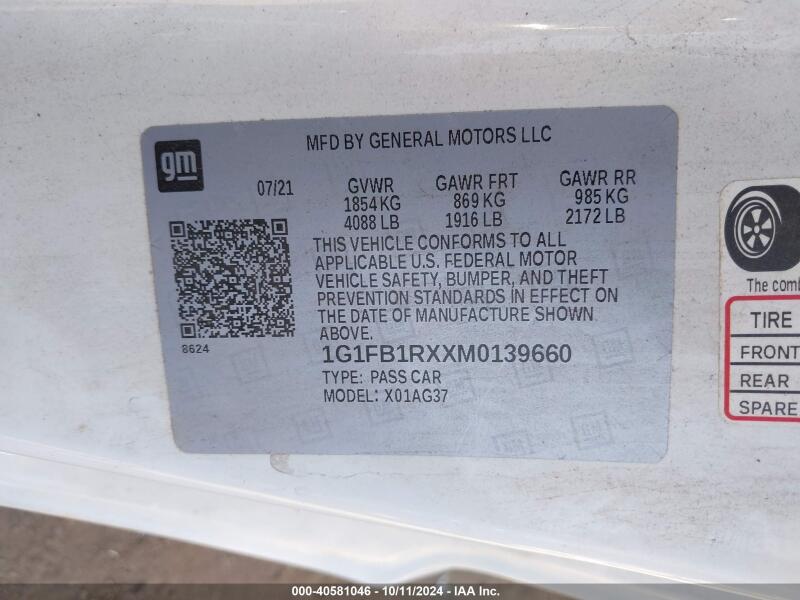 gm
MFD BY GENERAL MOTORS LLC
07/21 GVWR GAWR FRT GAWR RR
1854 KG 869 KG 985 KG
4088 LB 1916 LB 2172 LB
THIS VEHICLE CONFORMS TO ALL
APPLICABLE U.S. FEDERAL MOTOR
VEHICLE SAFETY, BUMPER, AND THEFT
PREVENTION STANDARDS IN EFFECT ON
THE DATE OF MANUFACTURE SHOWN
ABOVE.
8624
1G1FB1RXXM0139660
TYPE: PASS CAR
MODEL: X01AG37
The comb
TIRE
FRONT
REAR
SPARE
000-40581046 - 10/11/2024 - IAA Inc.